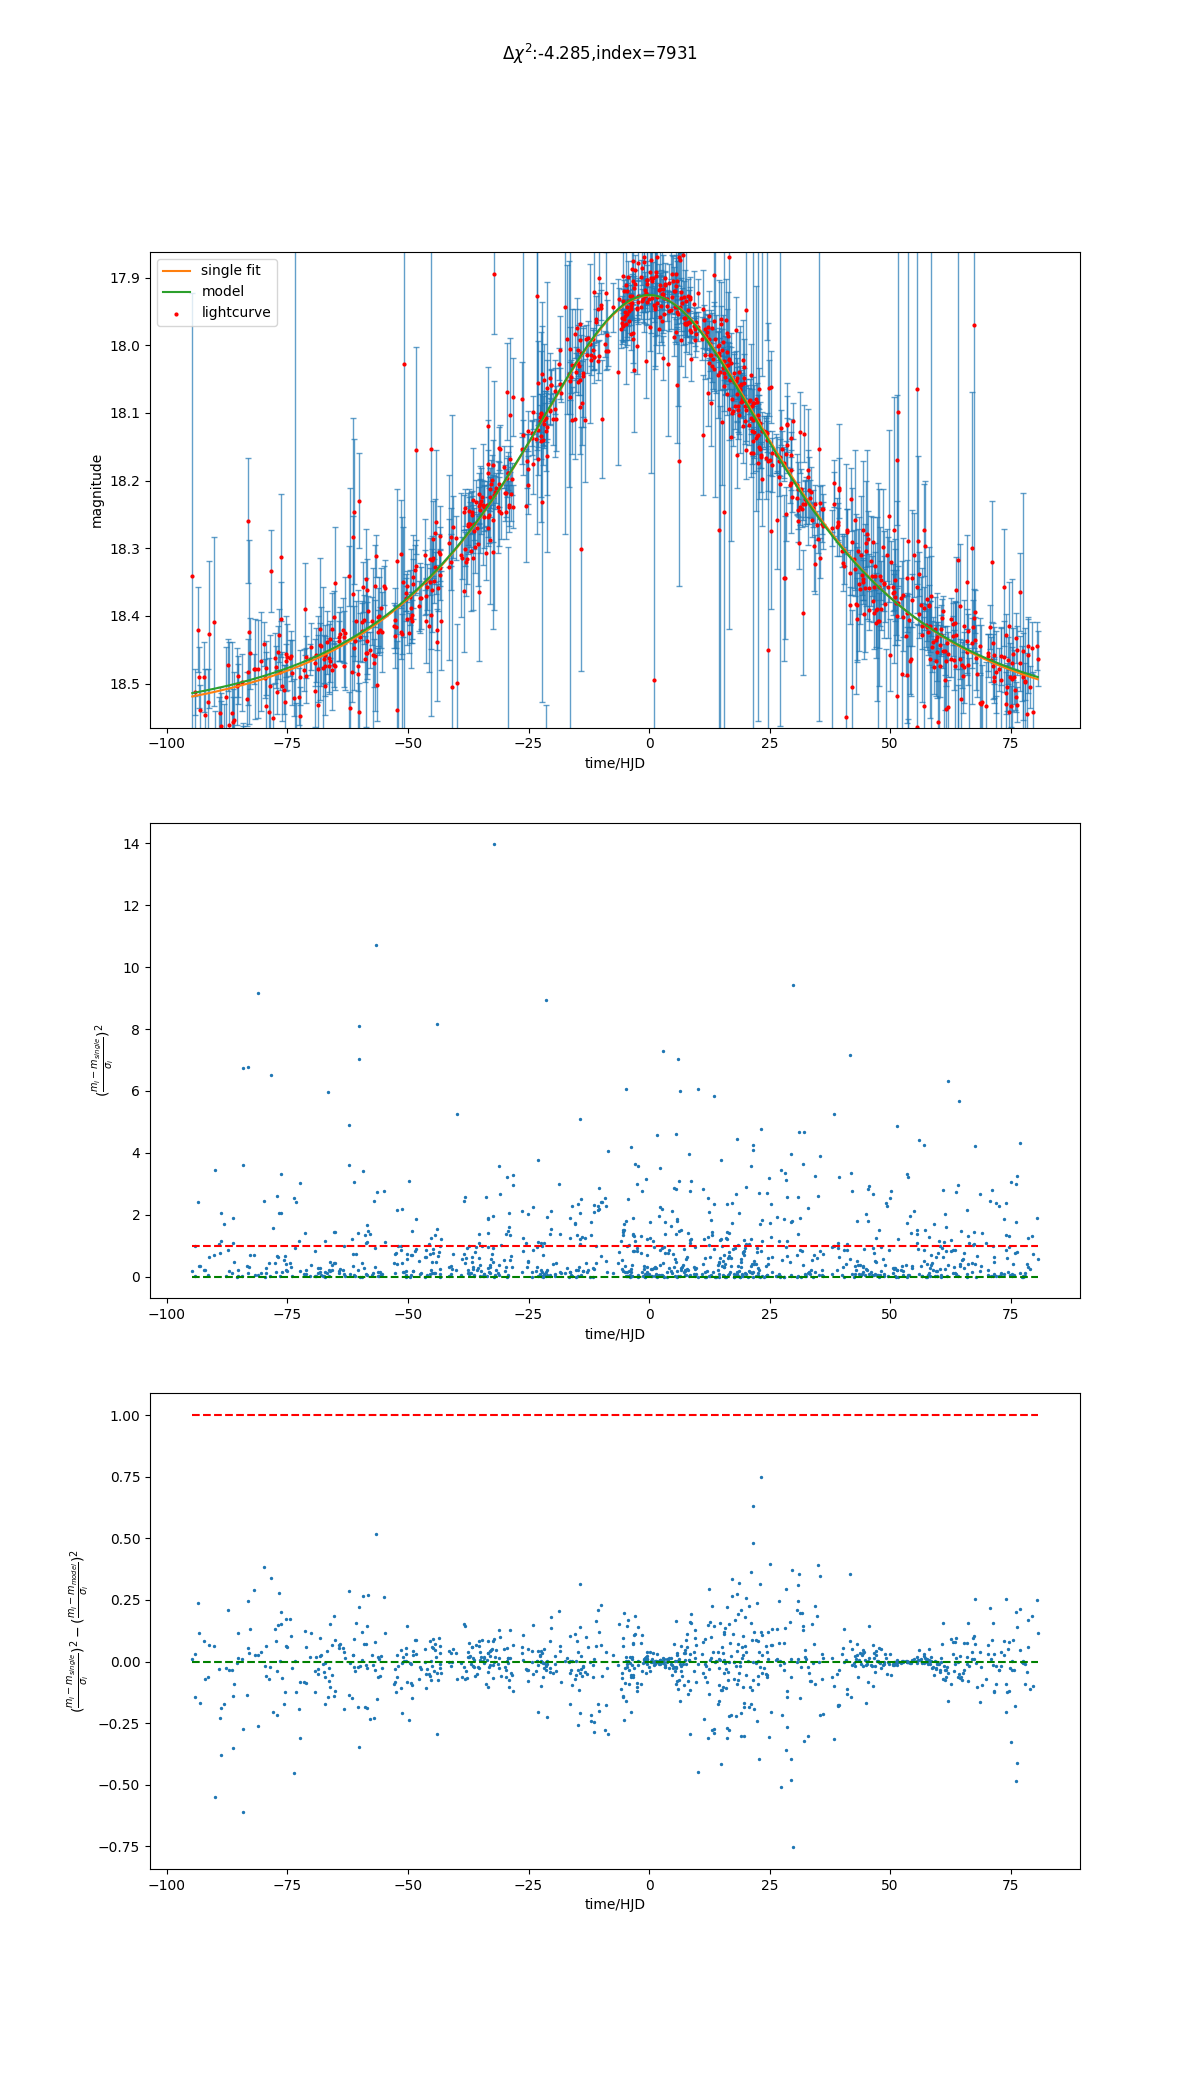 Δχ²:-4.285,index=7931
single fit
model
lightcurve
17.9
18.0
18.1
18.2
18.3
18.4
18.5
magnitude
−100 −75 −50 −25 0 25 50 75
time/HJD
14
12
10
8
6
4
2
0
(m_i − m_single / σ_i)²
−100 −75 −50 −25 0 25 50 75
time/HJD
1.00
0.75
0.50
0.25
0.00
−0.25
−0.50
−0.75
(m_i − m_single / σ_i)² − (m_i − m_model / σ_i)²
−100 −75 −50 −25 0 25 50 75
time/HJD